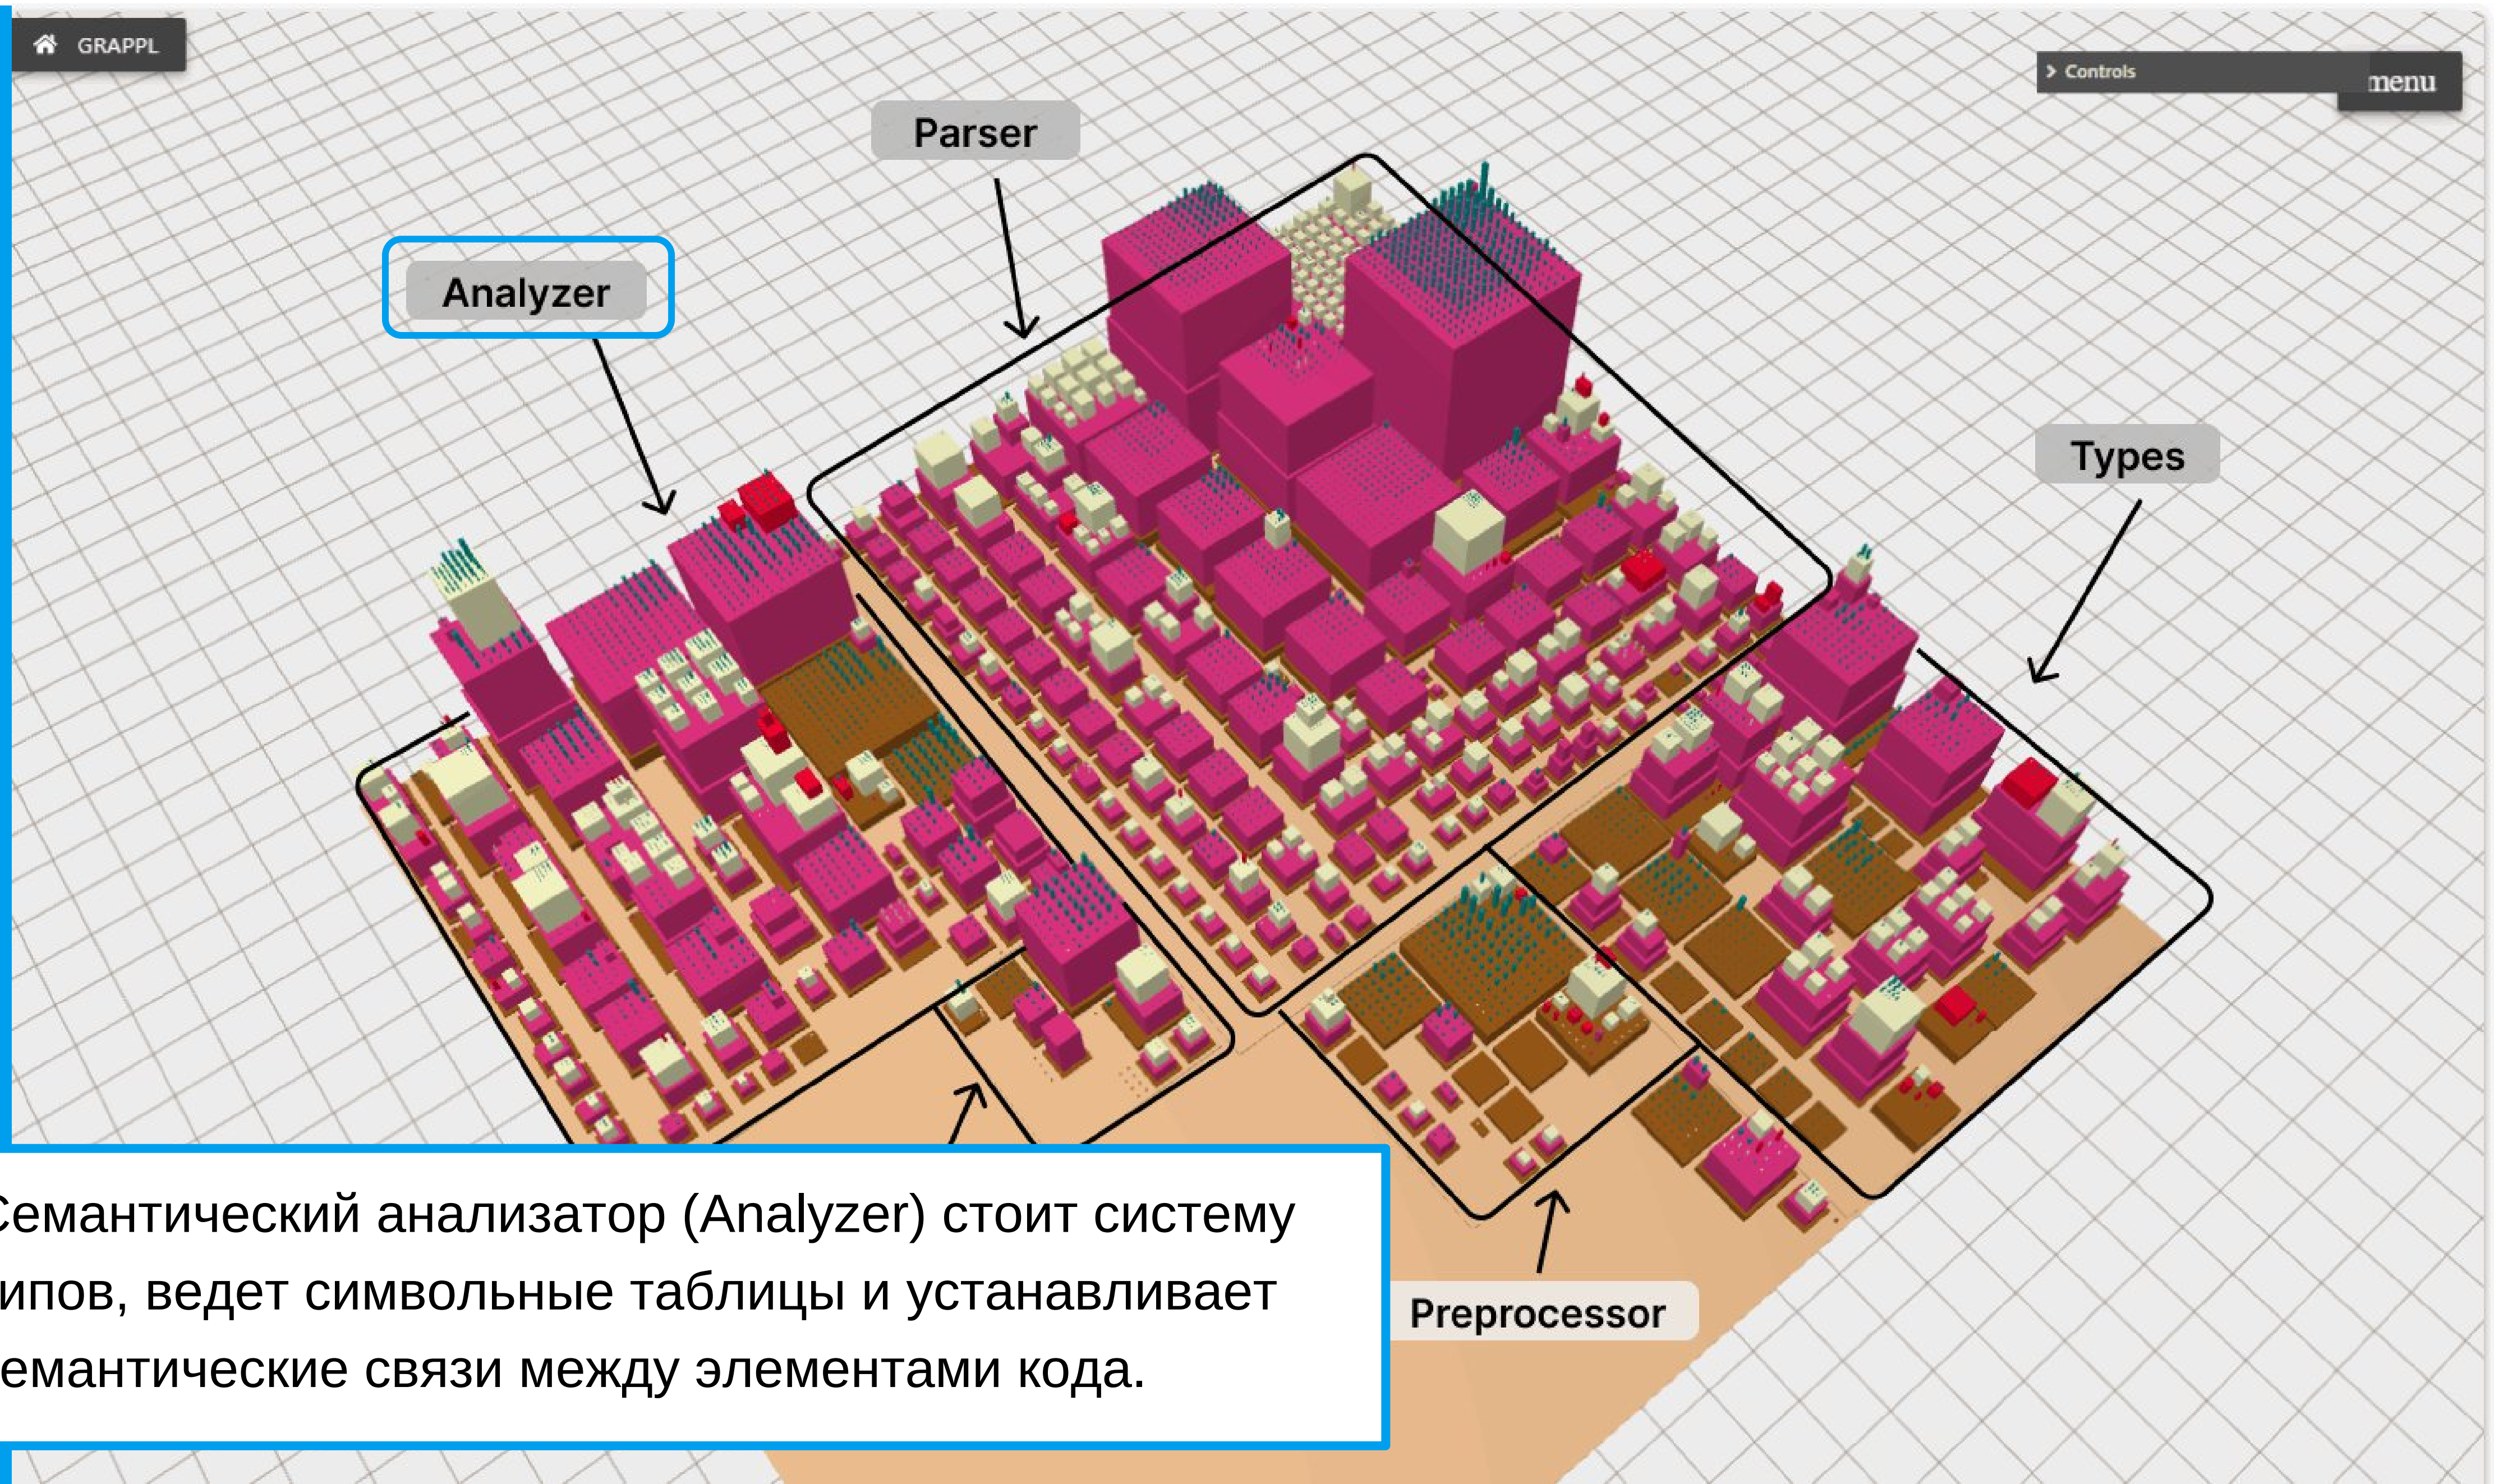 GRAPPL
Controls
menu
Parser
Analyzer
Types
Семантический анализатор (Analyzer) стоит систему
ипов, ведет символьные таблицы и устанавливает
емантические связи между элементами кода.
Preprocessor